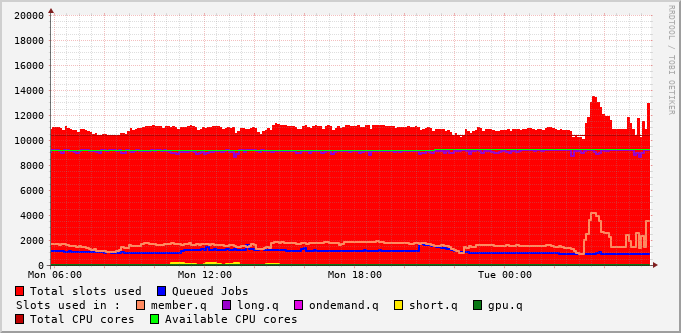 20000
18000
16000
14000
12000
10000
8000
6000
4000
2000
0
Mon 06:00 Mon 12:00 Mon 18:00 Tue 00:00
RRDTOOL / TOBI OETIKER
Total slots used Queued Jobs
Slots used in : member.q long.q ondemand.q short.q gpu.q
Total CPU cores Available CPU cores